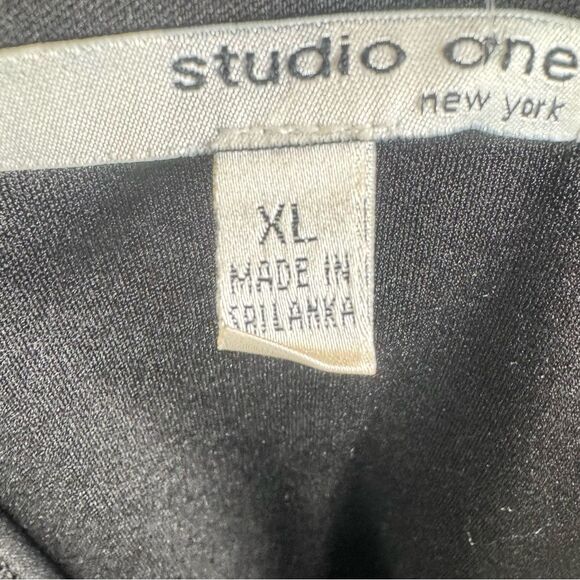 studio one
new york
XL
MADE IN
SRI LANKA